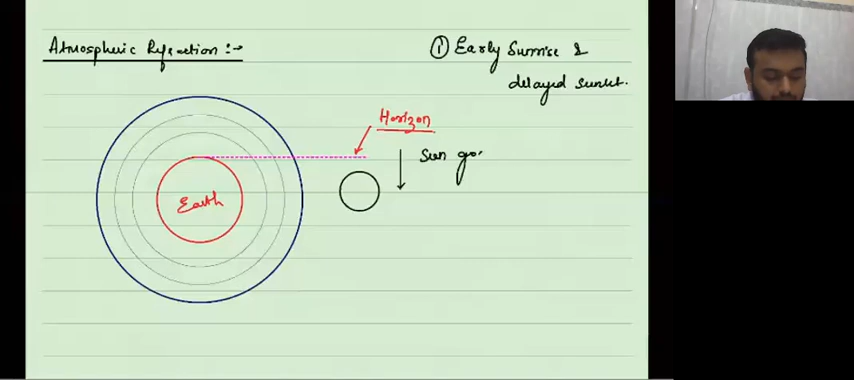 Atmospheric Refraction :->
① Early Sunrise &
delayed sunset.
Horizon
Sun go
Earth